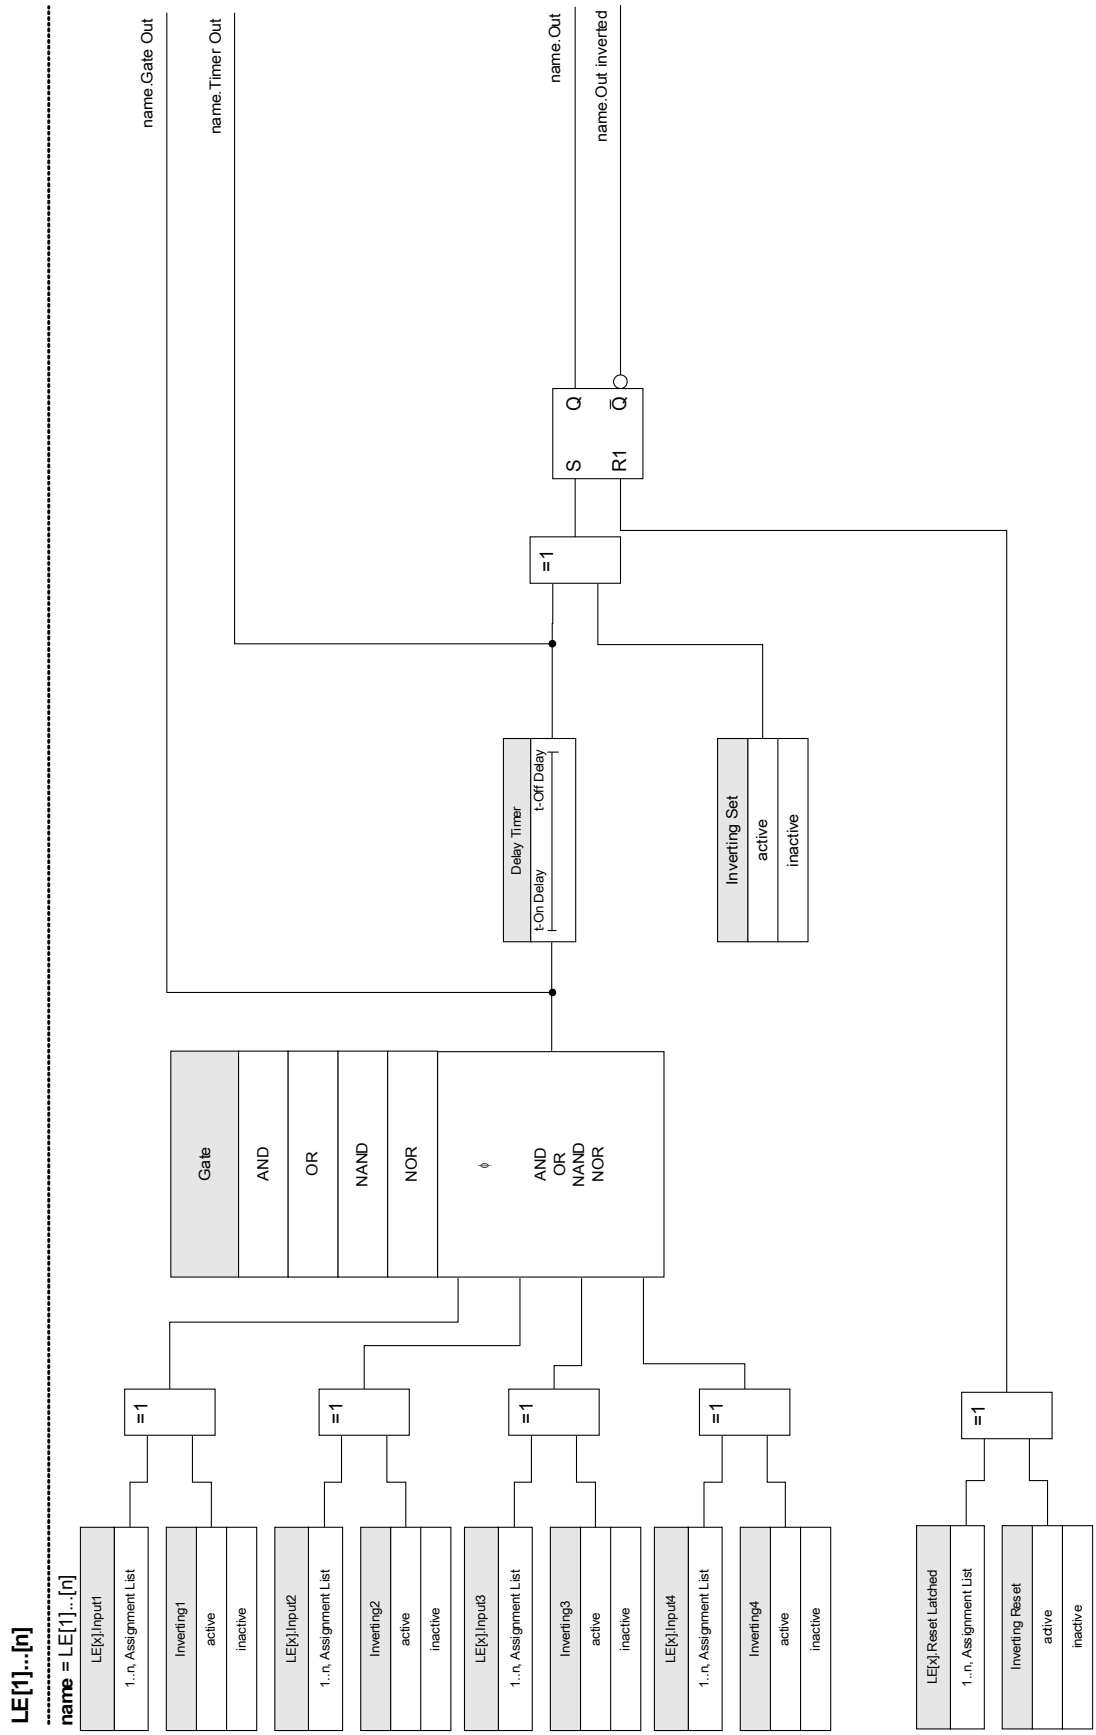 LE[1]...[n]
name = LE[1]...[n]
LE[x].Input1
1..n, Assignment List
Inverting1
active
inactive
=1
LE[x].Input2
1..n, Assignment List
Inverting2
active
inactive
=1
LE[x].Input3
1..n, Assignment List
Inverting3
active
inactive
=1
LE[x].Input4
1..n, Assignment List
Inverting4
active
inactive
=1
LE[x].Reset Latched
1..n, Assignment List
Inverting Reset
active
inactive
=1
Gate
AND
OR
NAND
NOR
ϕ
AND
OR
NAND
NOR
Delay Timer
t-On Delay
t-Off Delay
Inverting Set
active
inactive
=1
S Q
R1 Q̅
name.Gate Out
name.Timer Out
name.Out
name.Out inverted